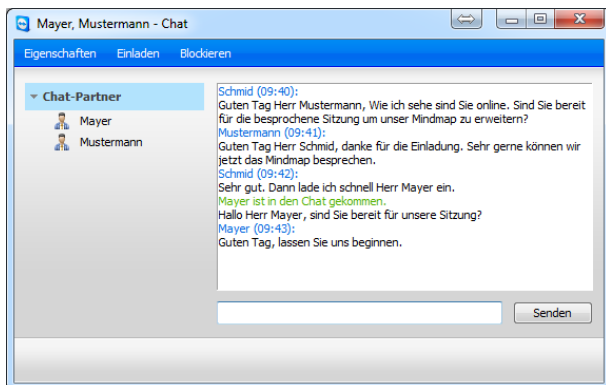 Mayer, Mustermann - Chat
Eigenschaften Einladen Blockieren
Chat-Partner
Mayer
Mustermann
Schmid (09:40):
Guten Tag Herr Mustermann, Wie ich sehe sind Sie online. Sind Sie bereit
für die besprochene Sitzung um unser Mindmap zu erweitern?
Mustermann (09:41):
Guten Tag Herr Schmid, danke für die Einladung. Sehr gerne können wir
jetzt das Mindmap besprechen.
Schmid (09:42):
Sehr gut. Dann lade ich schnell Herr Mayer ein.
Mayer ist in den Chat gekommen.
Hallo Herr Mayer, sind Sie bereit für unsere Sitzung?
Mayer (09:43):
Guten Tag, lassen Sie uns beginnen.
Senden